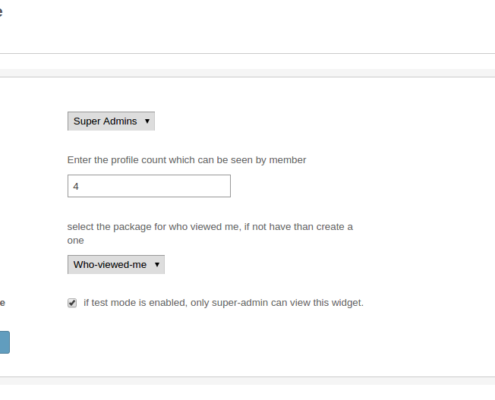 e
Super Admins
Enter the profile count which can be seen by member
4
select the package for who viewed me, if not have than create a
one
Who-viewed-me
e
if test mode is enabled, only super-admin can view this widget.